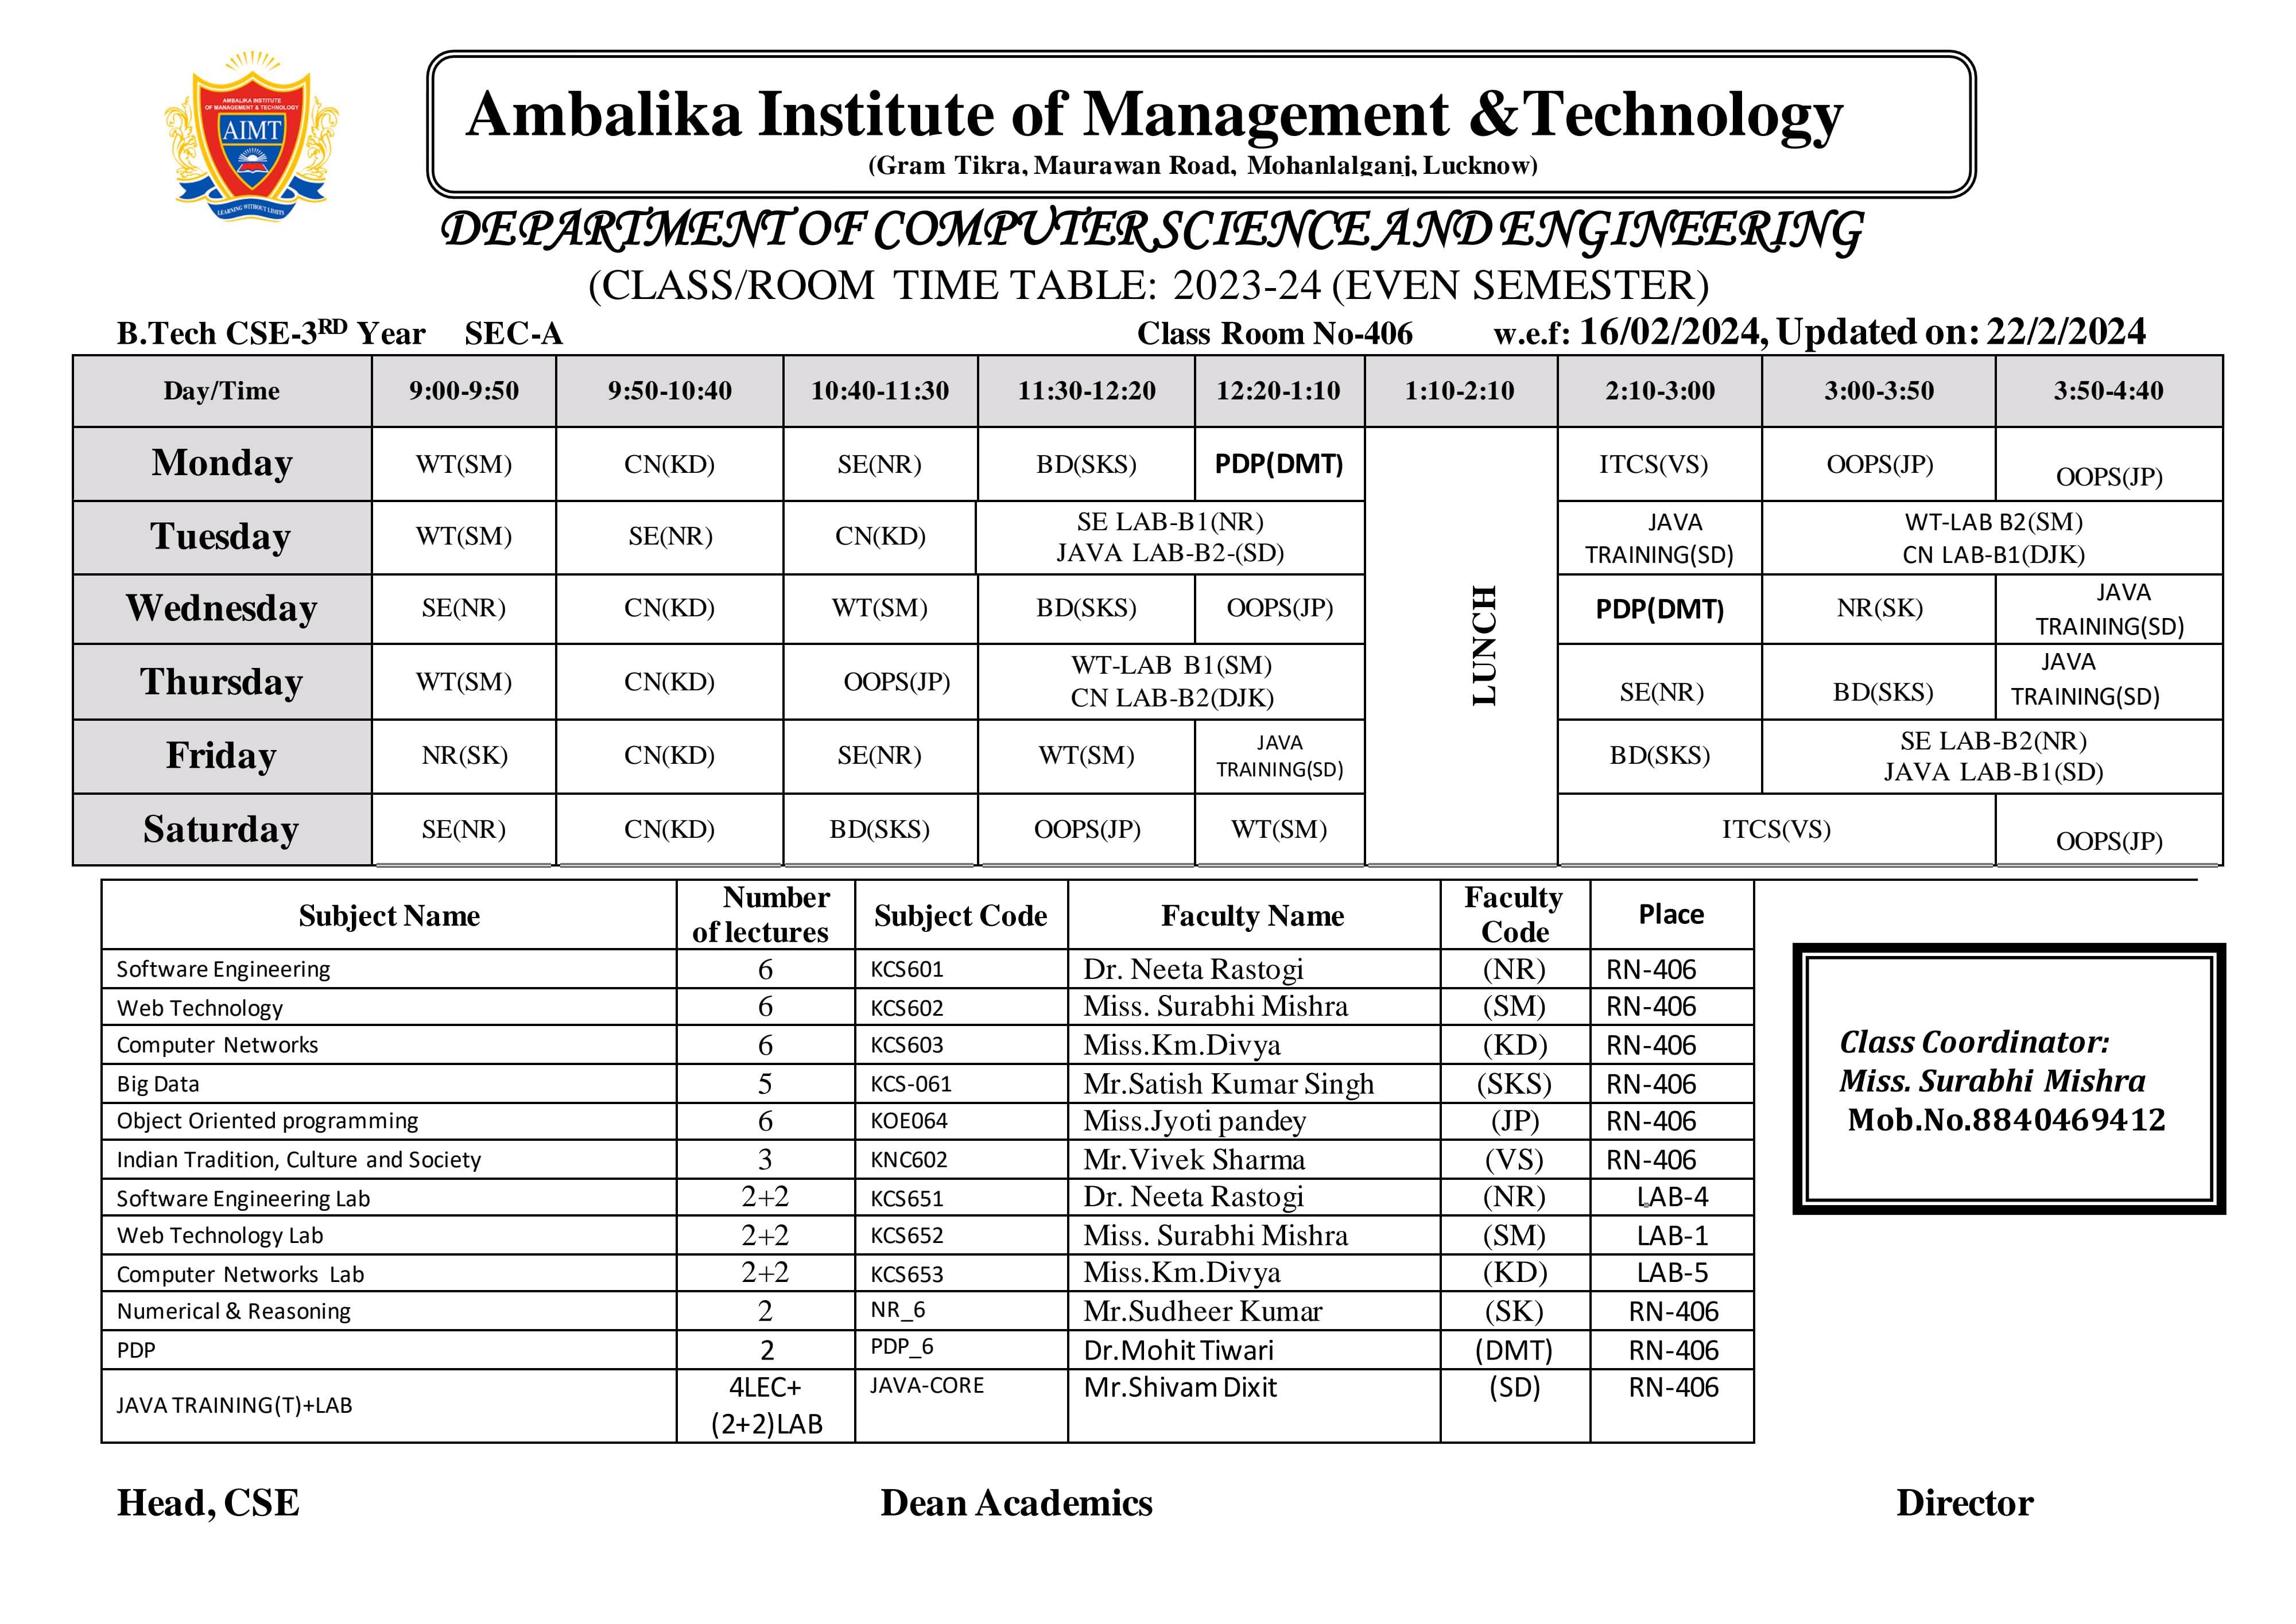 AMBALIKA INSTITUTE
OF MANAGEMENT & TECHNOLOGY
AIMT
LEARNING WITHOUT LIMITS
Ambalika Institute of Management &Technology
(Gram Tikra, Maurawan Road, Mohanlalganj, Lucknow)
DEPARTMENT OF COMPUTER SCIENCE AND ENGINEERING
(CLASS/ROOM TIME TABLE: 2023-24 (EVEN SEMESTER)
B.Tech CSE-3RD Year SEC-A Class Room No-406 w.e.f: 16/02/2024, Updated on: 22/2/2024
Day/Time 9:00-9:50 9:50-10:40 10:40-11:30 11:30-12:20 12:20-1:10 1:10-2:10 2:10-3:00 3:00-3:50 3:50-4:40
Monday WT(SM) CN(KD) SE(NR) BD(SKS) PDP(DMT) ITCS(VS) OOPS(JP) OOPS(JP)
Tuesday WT(SM) SE(NR) CN(KD) SE LAB-B1(NR)
JAVA LAB-B2-(SD)
JAVA
TRAINING(SD)
WT-LAB B2(SM)
CN LAB-B1(DJK)
LUNCH
Wednesday SE(NR) CN(KD) WT(SM) BD(SKS) OOPS(JP) PDP(DMT) NR(SK) JAVA
TRAINING(SD)
Thursday WT(SM) CN(KD) OOPS(JP) WT-LAB B1(SM)
CN LAB-B2(DJK)
SE(NR) BD(SKS) JAVA
TRAINING(SD)
Friday NR(SK) CN(KD) SE(NR) WT(SM) JAVA
TRAINING(SD)
BD(SKS) SE LAB-B2(NR)
JAVA LAB-B1(SD)
Saturday SE(NR) CN(KD) BD(SKS) OOPS(JP) WT(SM) ITCS(VS) OOPS(JP)
Subject Name Number
of lectures
Subject Code Faculty Name Faculty
Code
Place
Software Engineering 6 KCS601 Dr. Neeta Rastogi (NR) RN-406
Web Technology 6 KCS602 Miss. Surabhi Mishra (SM) RN-406
Computer Networks 6 KCS603 Miss.Km.Divya (KD) RN-406
Big Data 5 KCS-061 Mr.Satish Kumar Singh (SKS) RN-406
Object Oriented programming 6 KOE064 Miss.Jyoti pandey (JP) RN-406
Indian Tradition, Culture and Society 3 KNC602 Mr.Vivek Sharma (VS) RN-406
Software Engineering Lab 2+2 KCS651 Dr. Neeta Rastogi (NR) LAB-4
Web Technology Lab 2+2 KCS652 Miss. Surabhi Mishra (SM) LAB-1
Computer Networks Lab 2+2 KCS653 Miss.Km.Divya (KD) LAB-5
Numerical & Reasoning 2 NR_6 Mr.Sudheer Kumar (SK) RN-406
PDP 2 PDP_6 Dr.Mohit Tiwari (DMT) RN-406
JAVA TRAINING(T)+LAB 4LEC+
(2+2)LAB
JAVA-CORE Mr.Shivam Dixit (SD) RN-406
Class Coordinator:
Miss. Surabhi Mishra
Mob.No.8840469412
Head, CSE Dean Academics Director